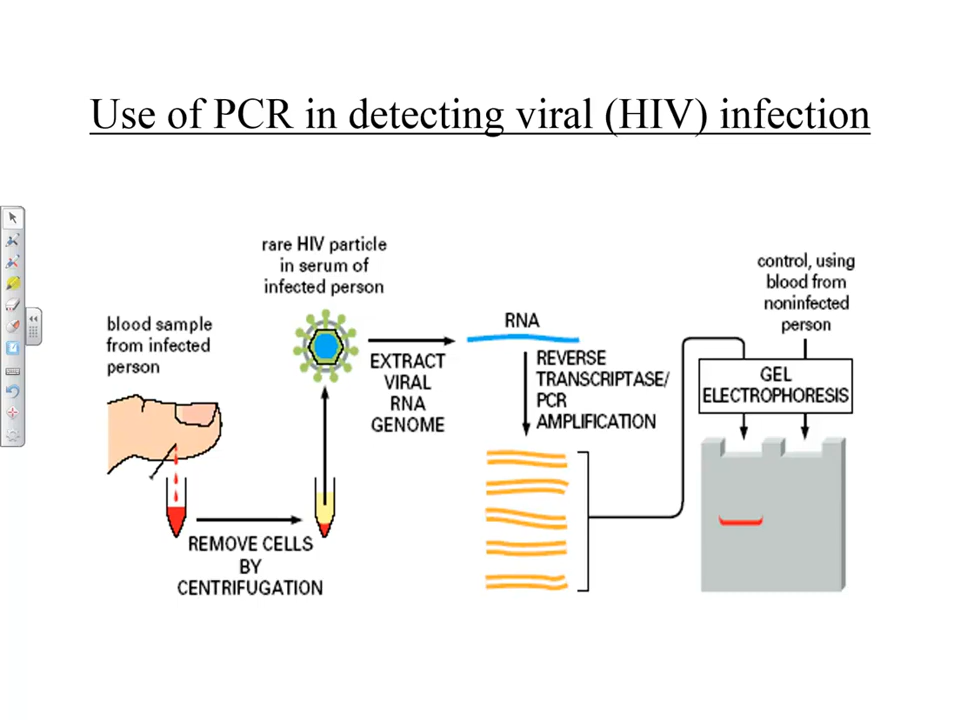 Use of PCR in detecting viral (HIV) infection
rare HIV particle
in serum of
infected person
control, using
blood from
noninfected
person
blood sample
from infected
person
RNA
EXTRACT
VIRAL
RNA
GENOME
REVERSE
TRANSCRIPTASE/
PCR
AMPLIFICATION
GEL
ELECTROPHORESIS
REMOVE CELLS
BY
CENTRIFUGATION